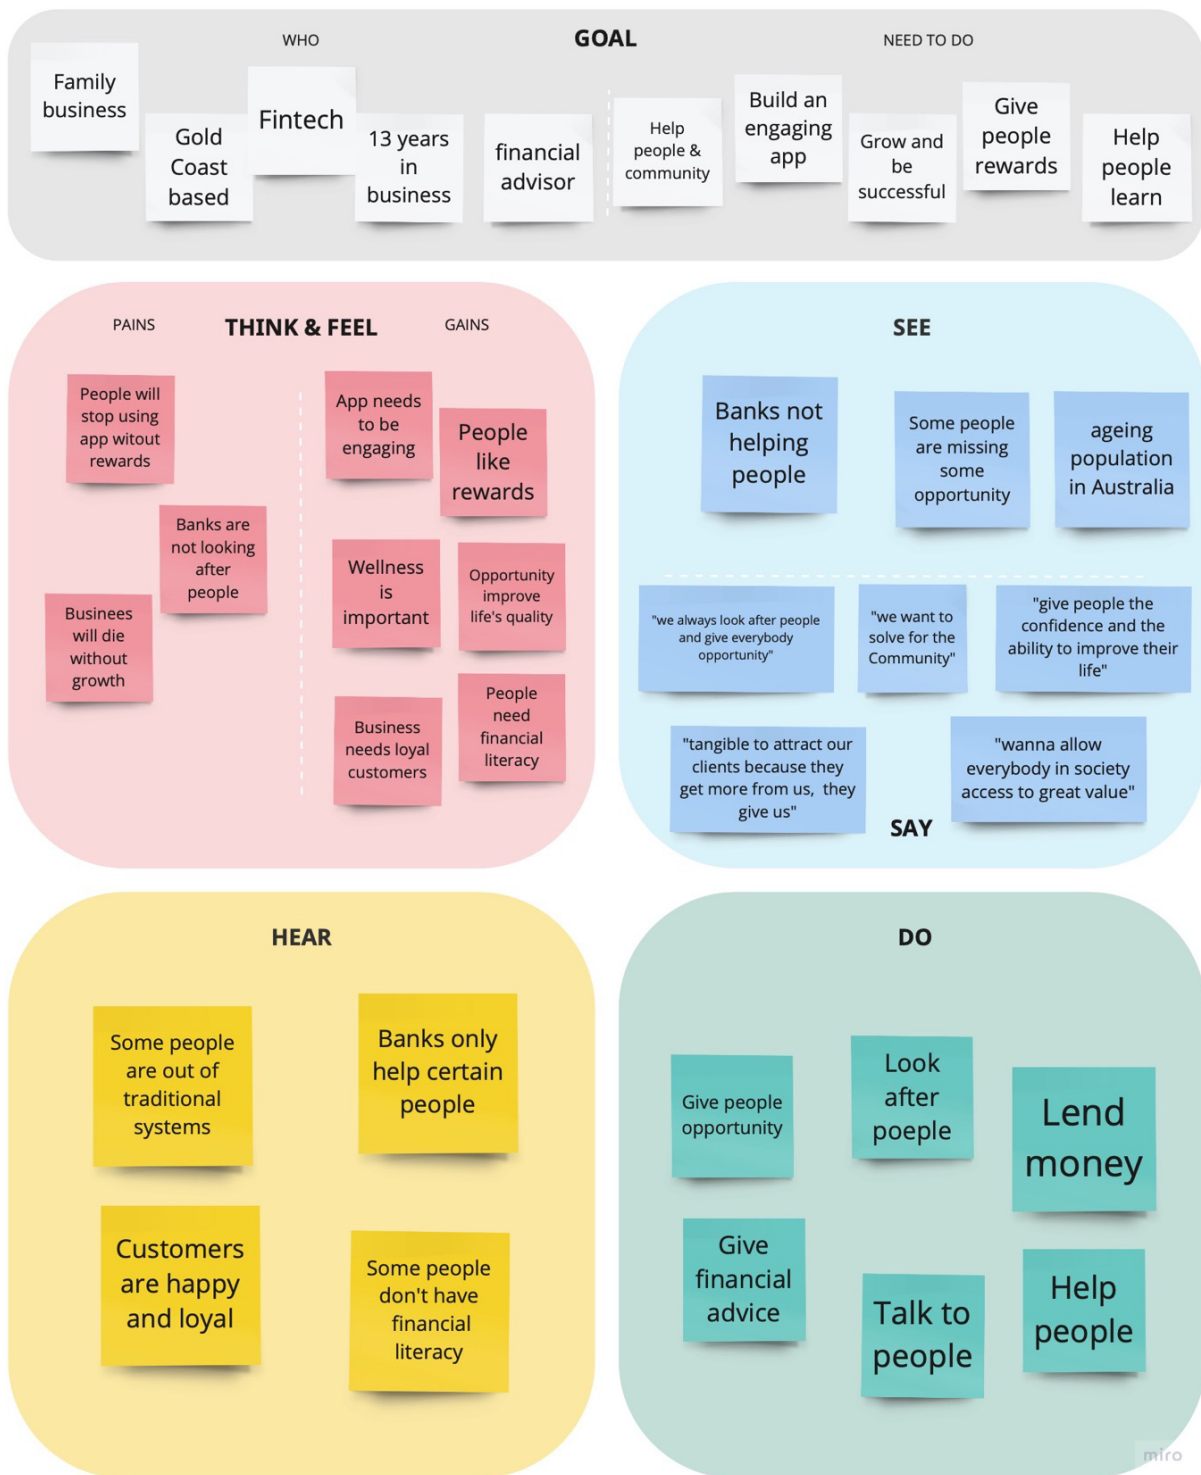 WHO
GOAL
NEED TO DO
Family
business
Gold
Coast
based
Fintech
13 years
in
business
financial
advisor
Help
people &
community
Build an
engaging
app
Grow and
be
successful
Give
people
rewards
Help
people
learn
PAINS
THINK & FEEL
GAINS
People will
stop using
app witout
rewards
Banks are
not looking
after
people
Businees
will die
without
growth
App needs
to be
engaging
People
like
rewards
Wellness
is
important
Opportunity
improve
life's quality
Business
needs loyal
customers
People
need
financial
literacy
SEE
Banks not
helping
people
Some people
are missing
some
opportunity
ageing
population
in Australia
"we always look after people
and give everybody
opportunity"
"we want to
solve for the
Community"
"give people the
confidence and the
ability to improve their
life"
"tangible to attract our
clients because they
get more from us, they
give us"
"wanna allow
everybody in society
access to great value"
SAY
HEAR
Some people
are out of
traditional
systems
Banks only
help certain
people
Customers
are happy
and loyal
Some people
don't have
financial
literacy
DO
Give people
opportunity
Look
after
poeple
Lend
money
Give
financial
advice
Talk to
people
Help
people
miro